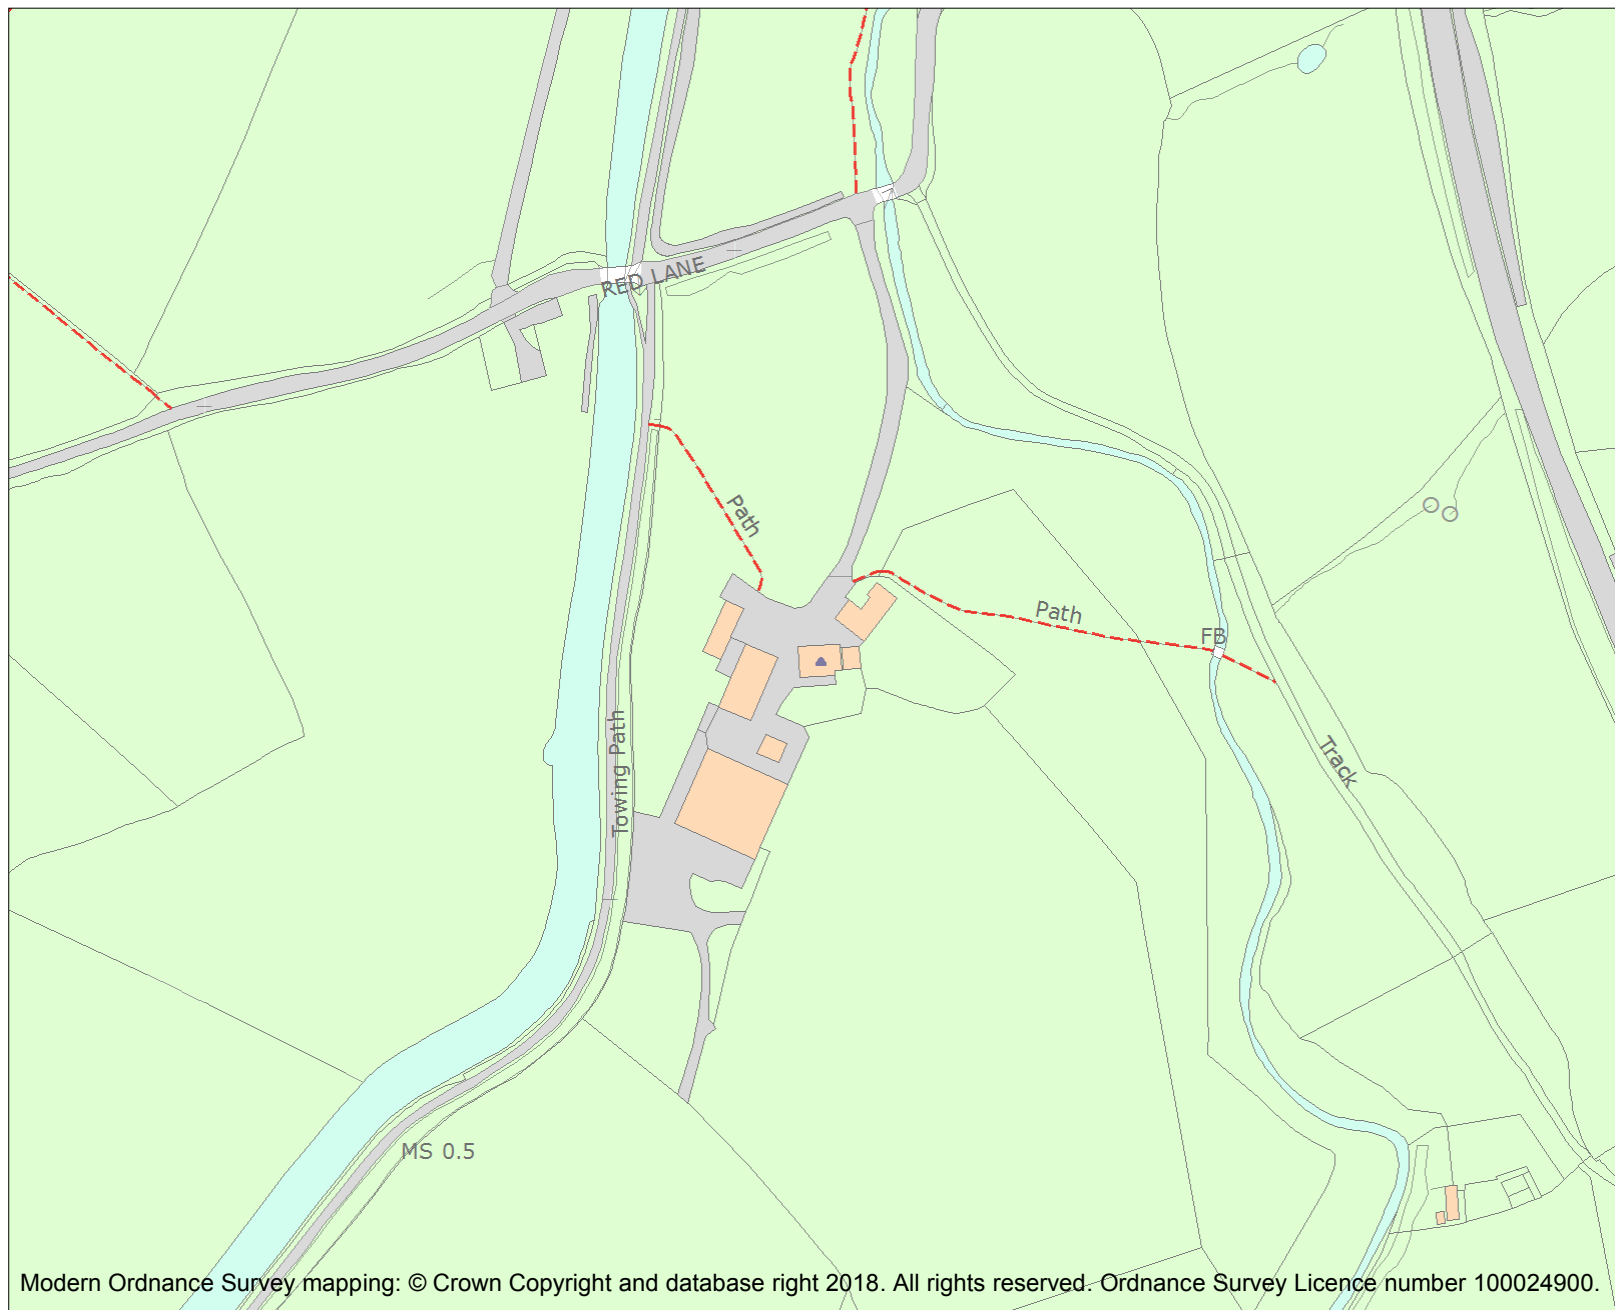 RED LANE
Path
Path
FB
Towing Path
Track
MS 0.5
Modern Ordnance Survey mapping: © Crown Copyright and database right 2018. All rights reserved. Ordnance Survey Licence number 100024900.